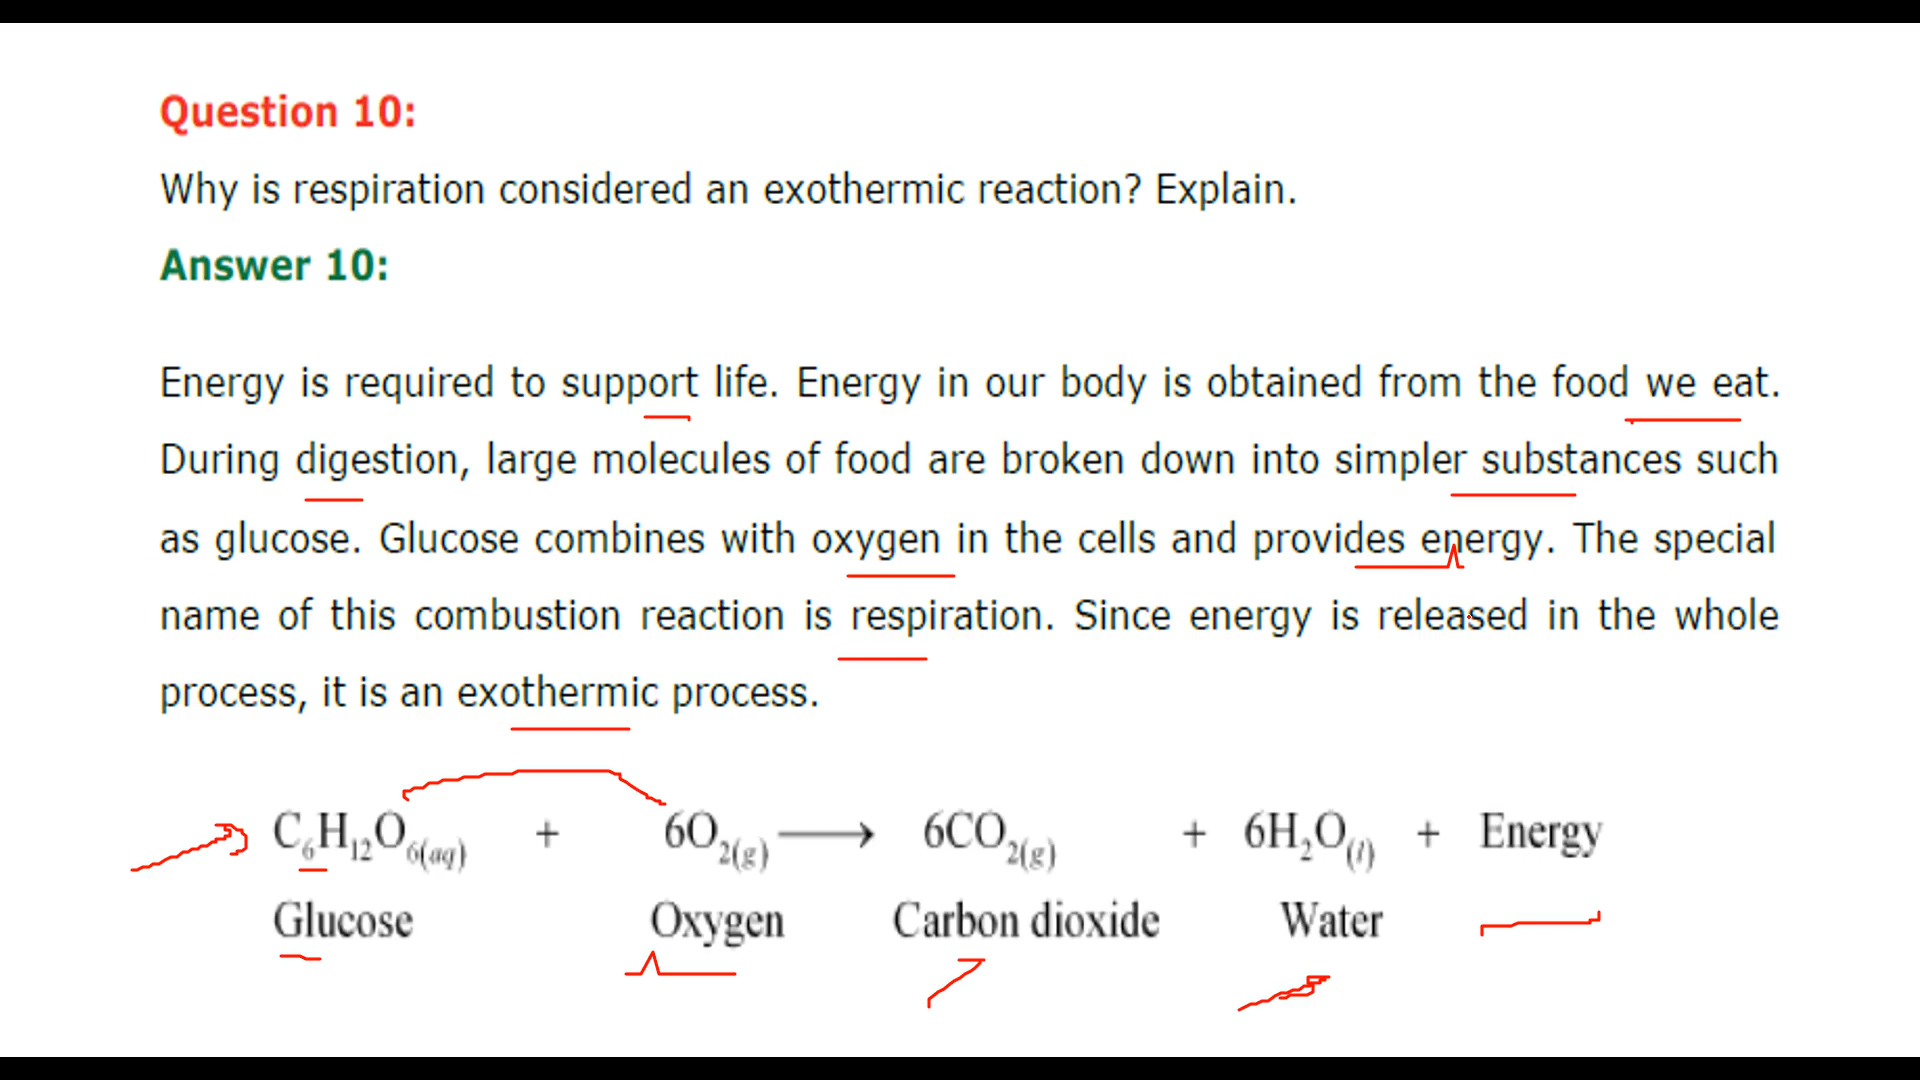 Question 10:
Why is respiration considered an exothermic reaction? Explain.
Answer 10:
Energy is required to support life. Energy in our body is obtained from the food we eat.
During digestion, large molecules of food are broken down into simpler substances such
as glucose. Glucose combines with oxygen in the cells and provides energy. The special
name of this combustion reaction is respiration. Since energy is released in the whole
process, it is an exothermic process.
C₆H₁₂O₆(aq) + 6O₂(g) ⟶ 6CO₂(g) + 6H₂O(l) + Energy
Glucose Oxygen Carbon dioxide Water